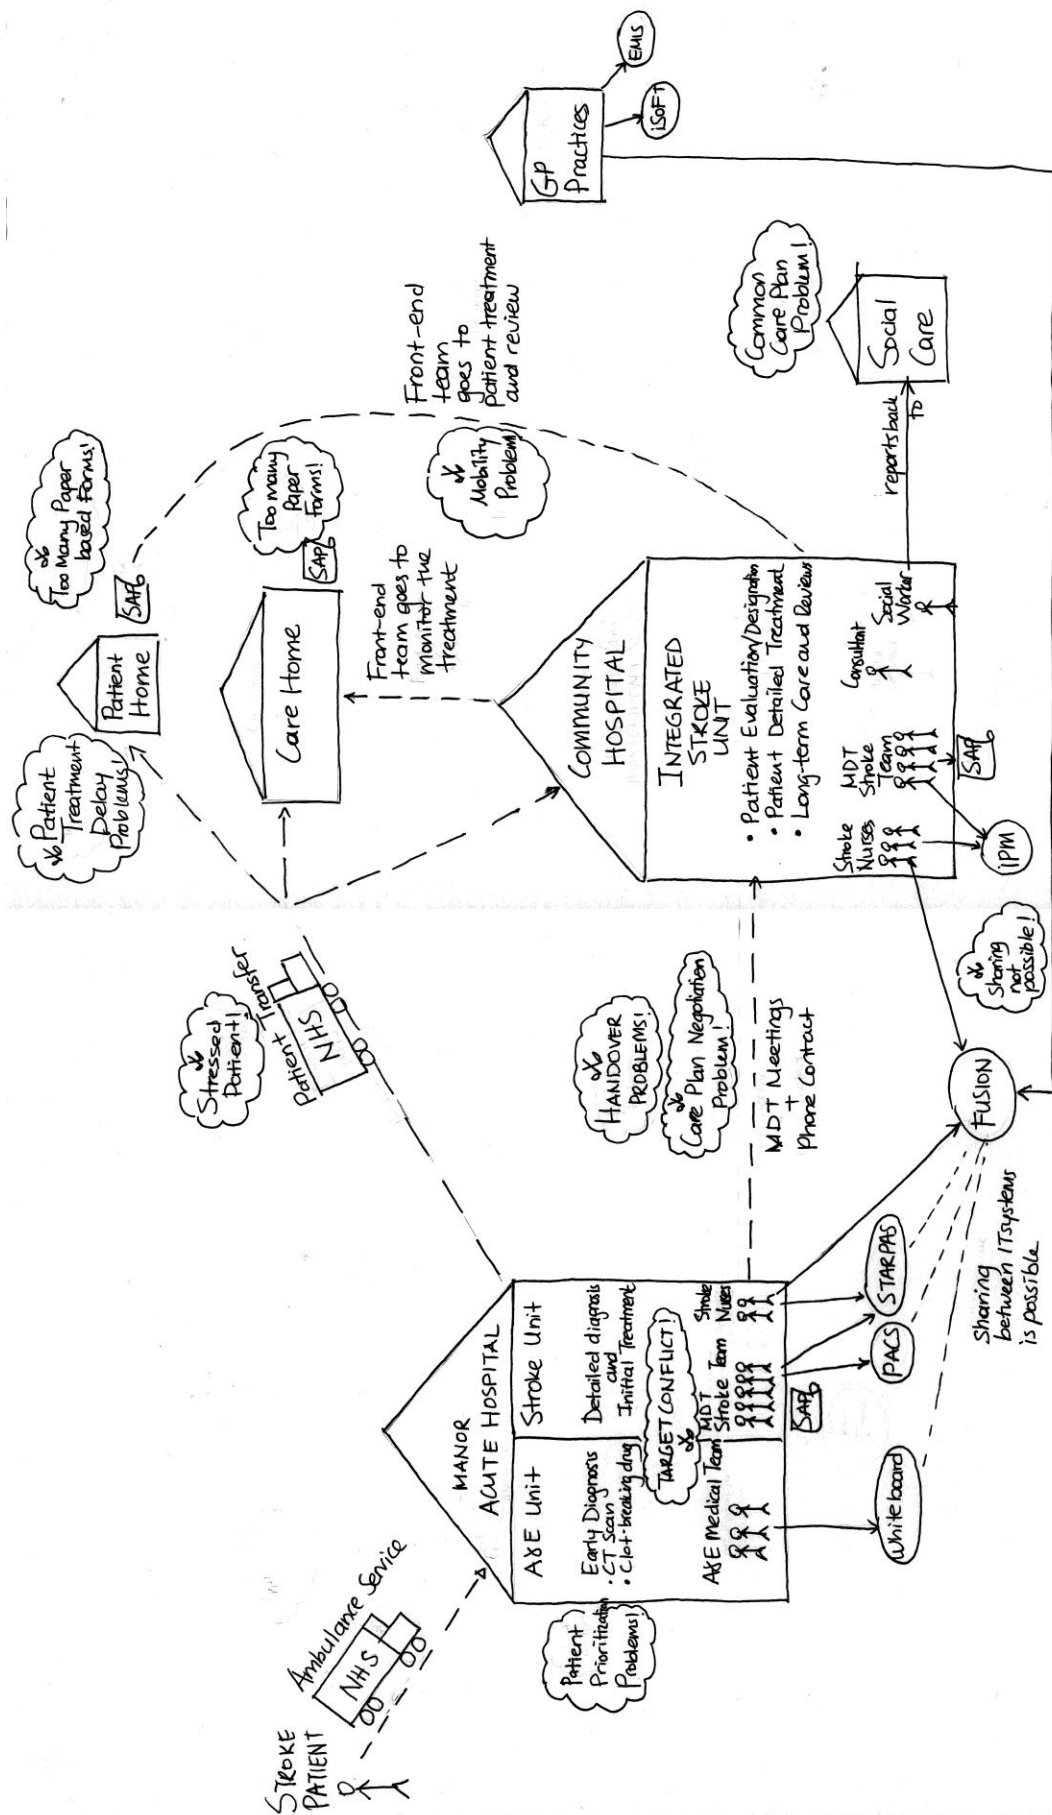 STROKE
PATIENT
NHS
Ambulance Service
MANOR
ACUTE HOSPITAL
A&E Unit
Early Diagnosis
• CT Scan
• Clot-breaking drug
Patient
Prioritization
Problems!
Stroke Unit
Detailed diagnosis
and
Initial Treatment
TARGET CONFLICT!
A&E Medical Team
MDT
Stroke Team
Stroke
Nurses
SAP
Whiteboard
PACS
STARPAS
FUSION
Sharing
between IT systems
is possible
Stressed
Patient!
Patient Transfer
NHS
HANDOVER
PROBLEMS!
Care Plan Negotiation
Problem!
MDT Meetings
+
Phone Contact
Patient
Treatment
Delay
Problems!
Patient
Home
SAP
Too Many Paper
based Forms!
Care Home
SAP
Too many
Paper
Forms!
Front-end
team goes to
monitor the
treatment
Front-end
team
goes to
patient treatment
and review
Mobility
Problem!
COMMUNITY
HOSPITAL
INTEGRATED
STROKE
UNIT
• Patient Evaluation/Designation
• Patient Detailed Treatment
• Long-term Care and Reviews
Stroke
Nurses
MDT
Stroke
Team
Consultant
Social
Worker
iPM
SAP
Sharing
not
possible!
reports back
to
Social
Care
Common
Care Plan
Problem!
GP
Practices
iSOFT
EMIS